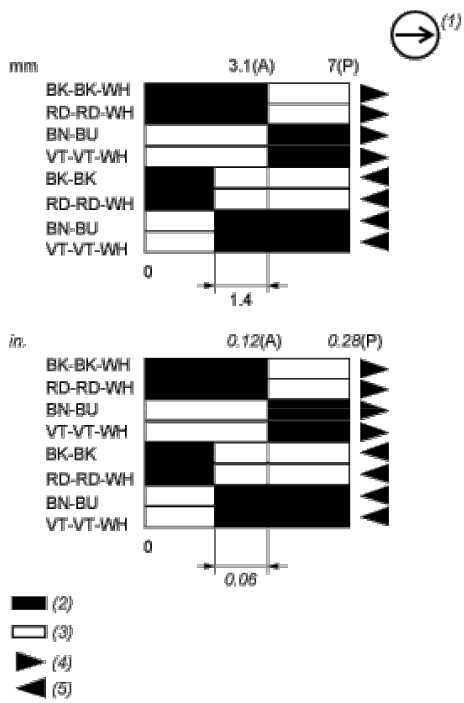 (1)
mm 3.1(A) 7(P)
BK-BK-WH
RD-RD-WH
BN-BU
VT-VT-WH
BK-BK
RD-RD-WH
BN-BU
VT-VT-WH
0
1.4
in. 0.12(A) 0.28(P)
BK-BK-WH
RD-RD-WH
BN-BU
VT-VT-WH
BK-BK
RD-RD-WH
BN-BU
VT-VT-WH
0
0.06
(2)
(3)
(4)
(5)